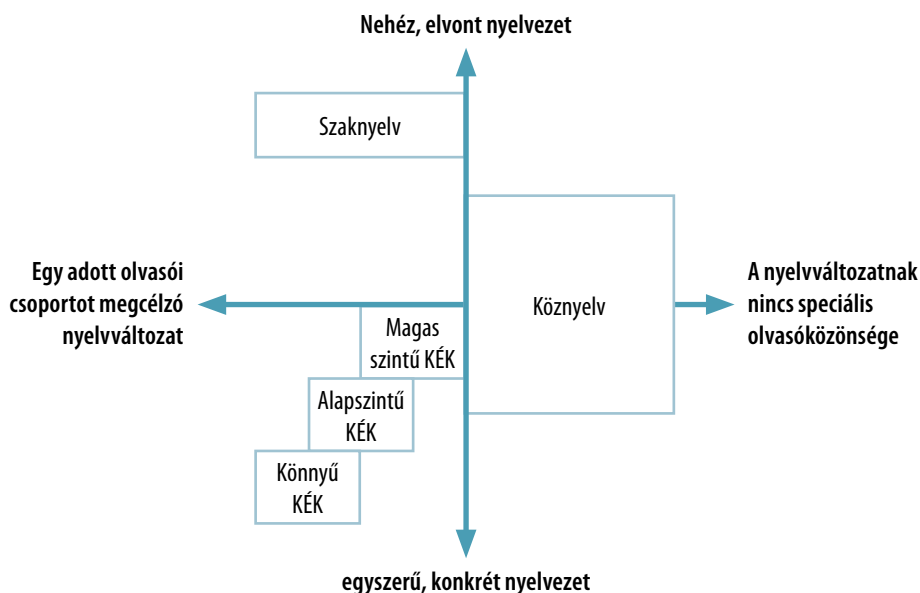 Nehéz, elvont nyelvezet
Szaknyelv
Egy adott olvasói
csoportot megcélzó
nyelvváltozat
Köznyelv
A nyelvváltozatnak
nincs speciális
olvasóközönsége
Magas
szintű KÉK
Alapszintű
KÉK
Könnyű
KÉK
egyszerű, konkrét nyelvezet